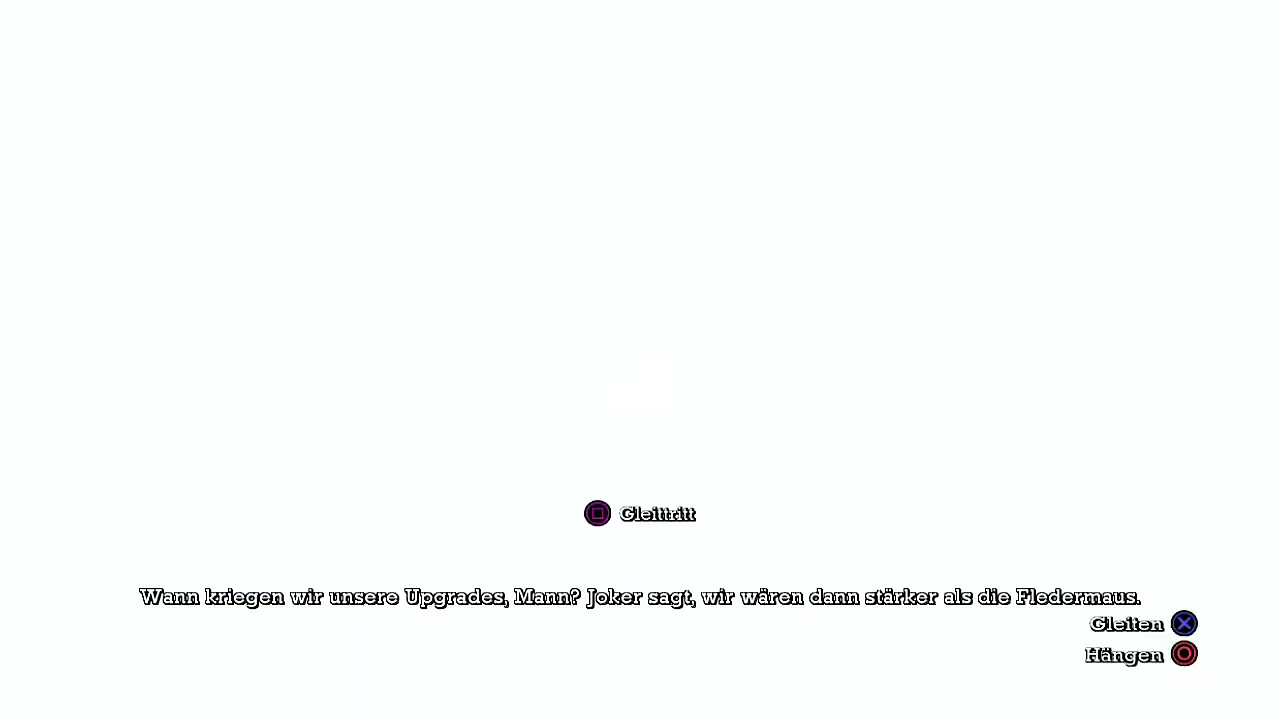 Gleittritt
Wann kriegen wir unsere Upgrades, Mann? Joker sagt, wir wären dann stärker als die Fledermaus.
Gleiten
Hängen